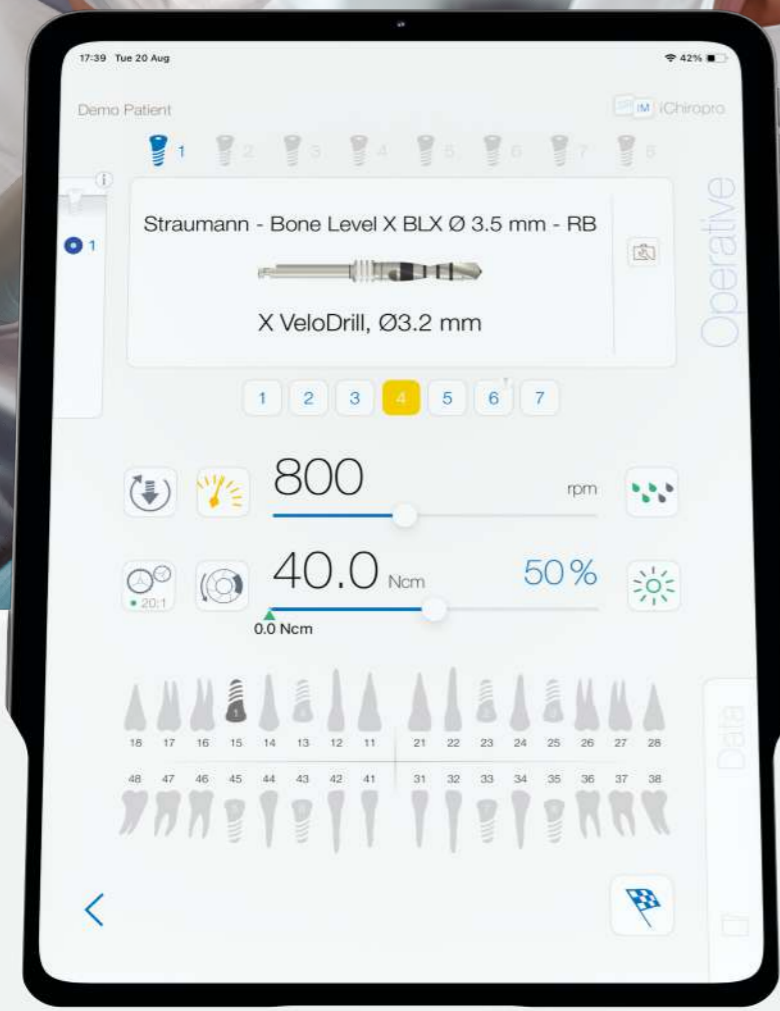 17:39 Tue 20 Aug 42%
Demo Patient iChiropro
IM
1 2 3 4 5 6 7 8
i
1
Straumann - Bone Level X BLX Ø 3.5 mm - RB
X VeloDrill, Ø3.2 mm
Operative
1 2 3 4 5 6 7
800 rpm
40.0 Ncm 50%
20:1
0.0 Ncm
1
18 17 16 15 14 13 12 11 21 22 23 24 25 26 27 28
48 47 46 45 44 43 42 41 31 32 33 34 35 36 37 38
Data